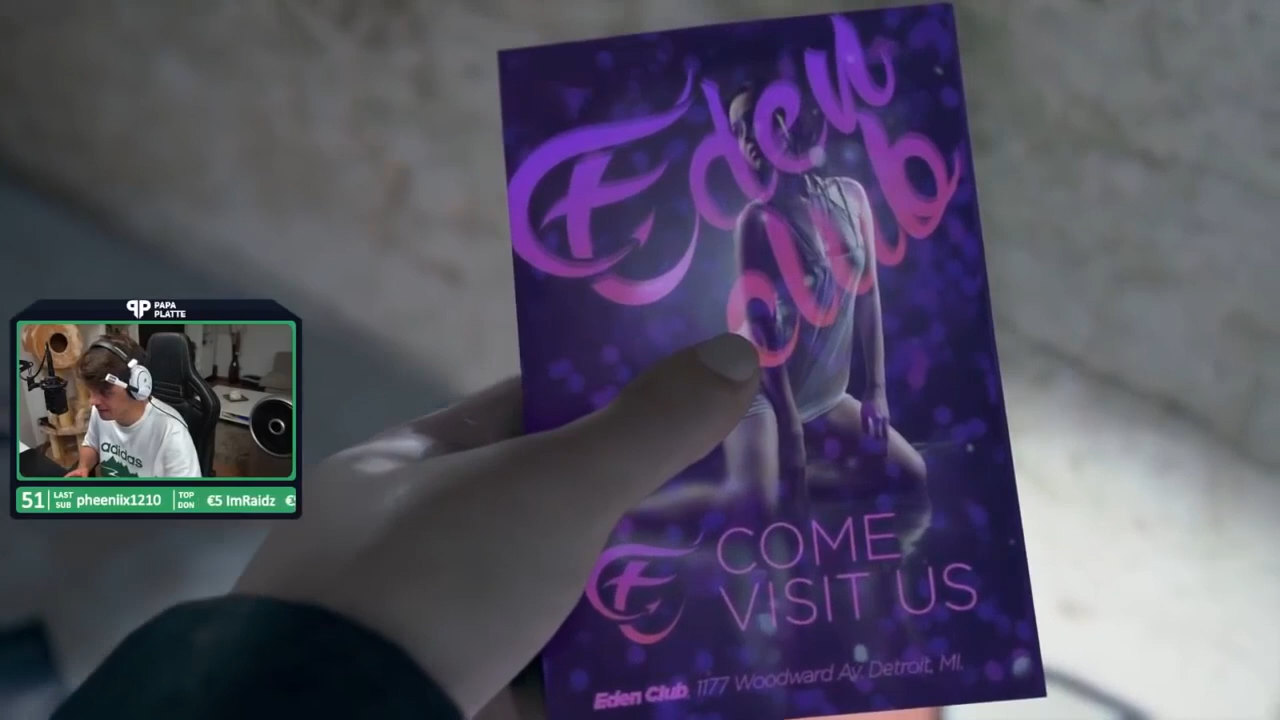 Eden
club
PAPA
PLATTE
adidas
51 LAST SUB pheeniix1210 TOP DON €5 ImRaidz €
COME
VISIT US
Eden Club, 1177 Woodward Av. Detroit, MI.